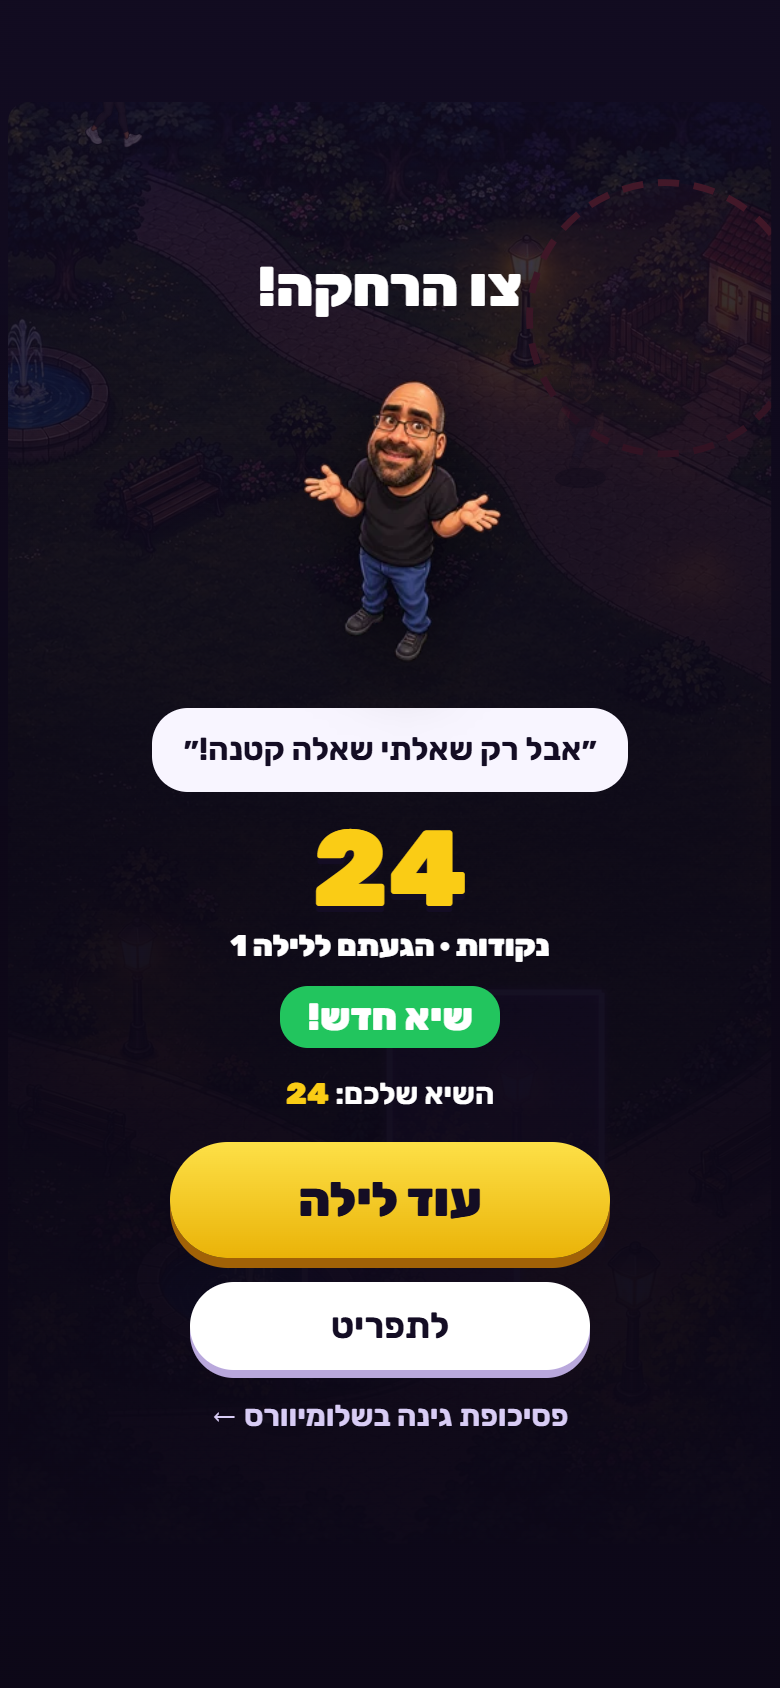 צו הרחקה!
״אבל רק שאלתי שאלה קטנה!״
24
נקודות • הגעתם ללילה 1
שיא חדש!
השיא שלכם: 24
עוד לילה
לתפריט
פסיכופת גינה בשלומיוורס ←